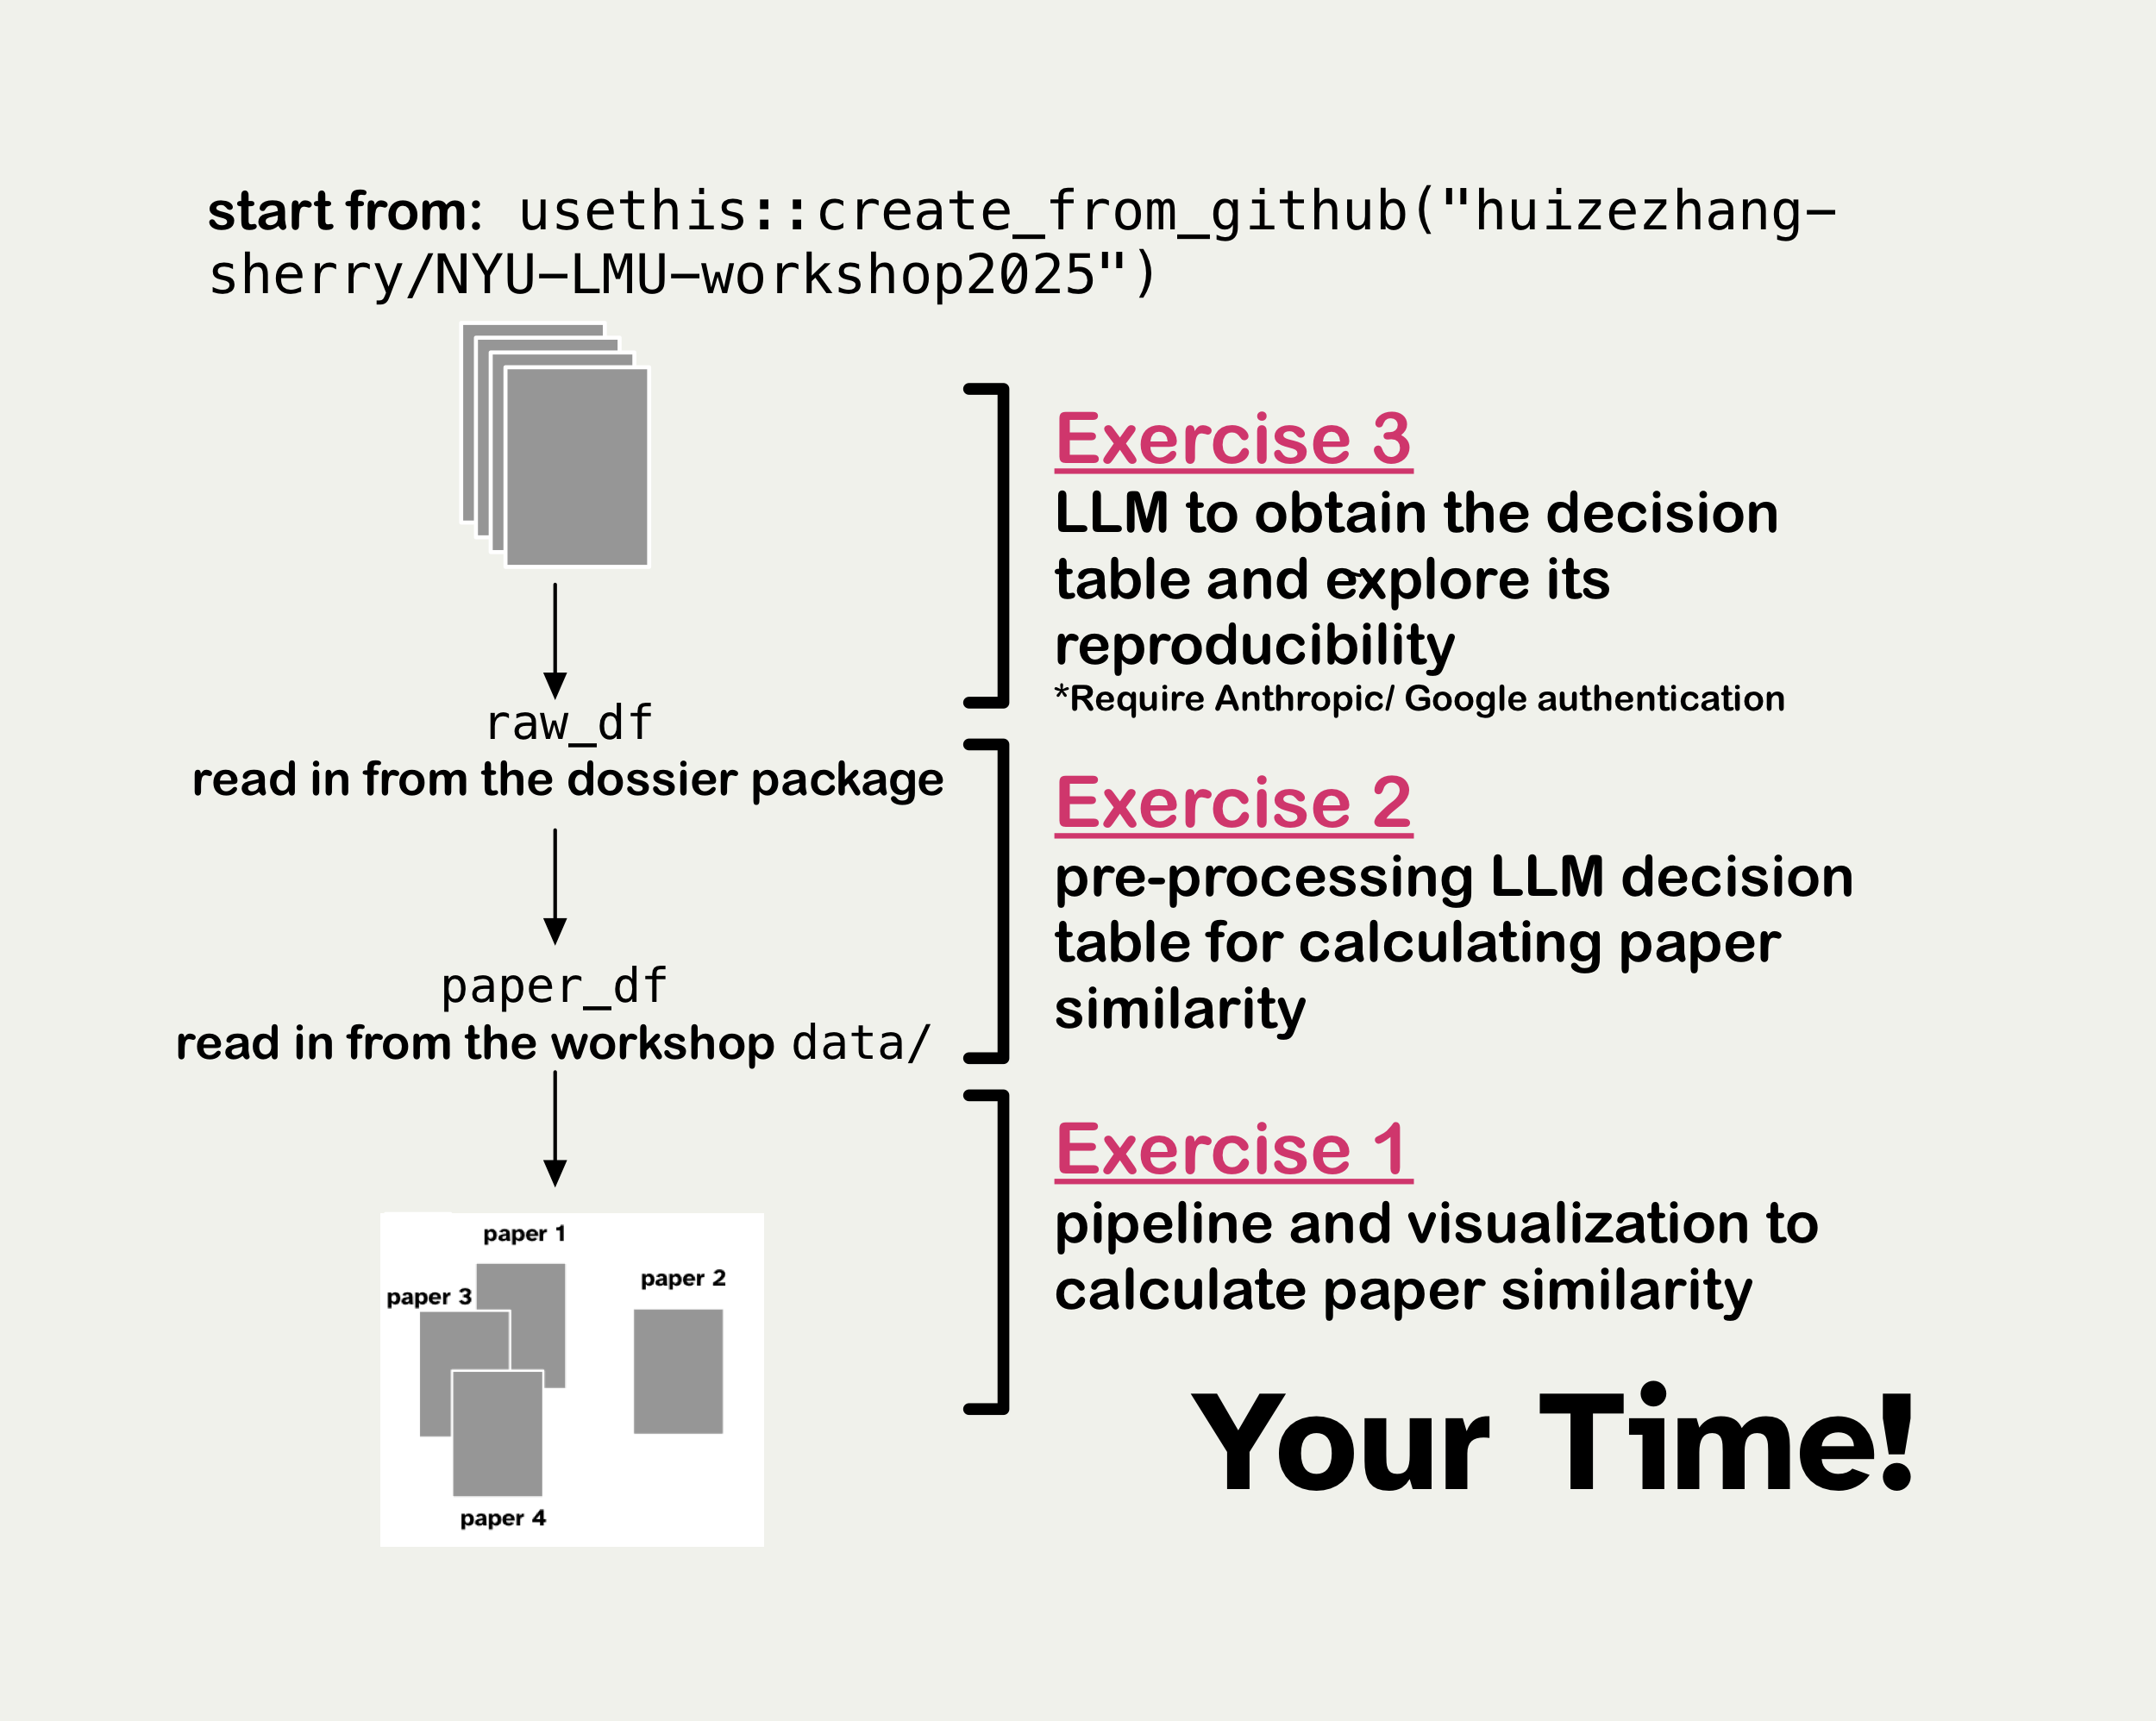 start from: usethis::create_from_github("huizezhang-
sherry/NYU-LMU-workshop2025")
Exercise 3
LLM to obtain the decision
table and explore its
reproducibility
*Require Anthropic/ Google authentication
raw_df
read in from the dossier package
Exercise 2
pre-processing LLM decision
table for calculating paper
similarity
paper_df
read in from the workshop data/
Exercise 1
pipeline and visualization to
calculate paper similarity
paper 1
paper 2
paper 3
paper 4
Your Time!